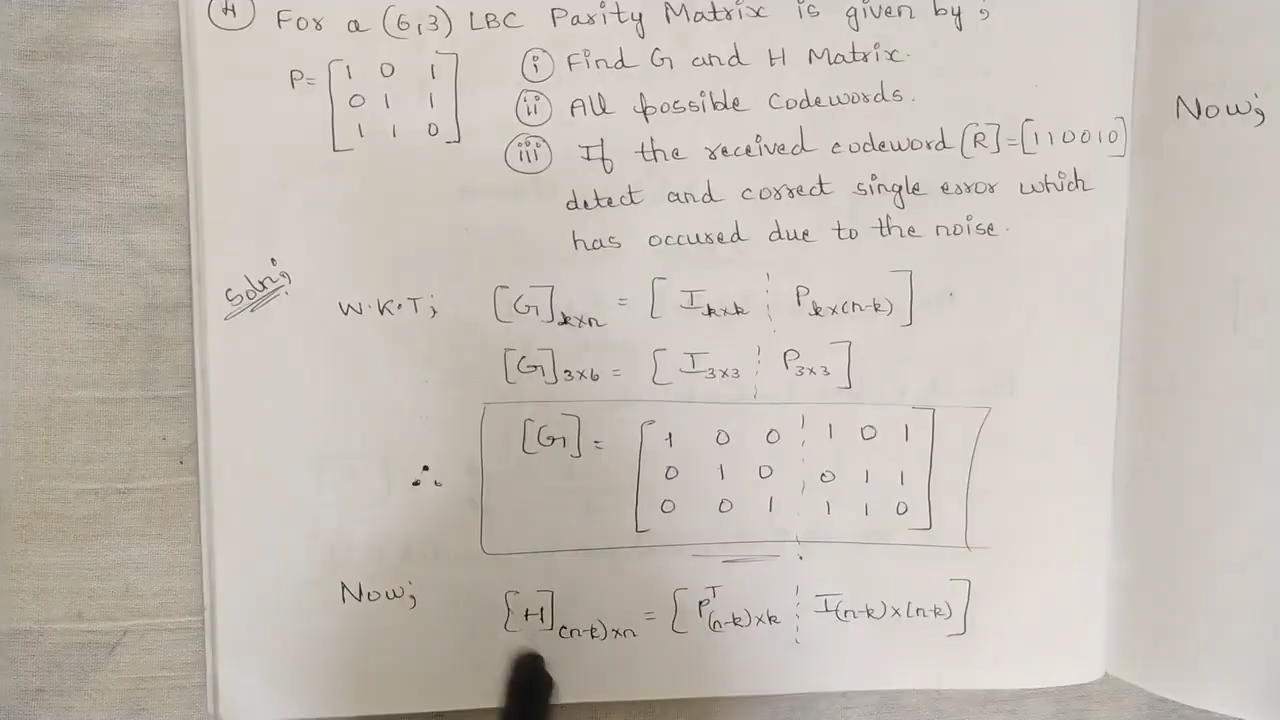 ④ For a (6,3) LBC Parity Matrix is given by;
P= [1 0 1
0 1 1
1 1 0]
(i) Find G and H Matrix.
(ii) All possible Codewords.
(iii) If the received codeword [R]=[110010]
detect and correct single error which
has occured due to the noise.
Soln;
W.K.T; [G]k×n = [Ik×k ⋮ Pk×(n-k)]
[G]3×6 = [I3×3 ⋮ P3×3]
∴ [G] = [1 0 0 ⋮ 1 0 1
0 1 0 ⋮ 0 1 1
0 0 1 ⋮ 1 1 0]
Now; [H](n-k)×n = [P^T(n-k)×k ⋮ I(n-k)×(n-k)]
Now;